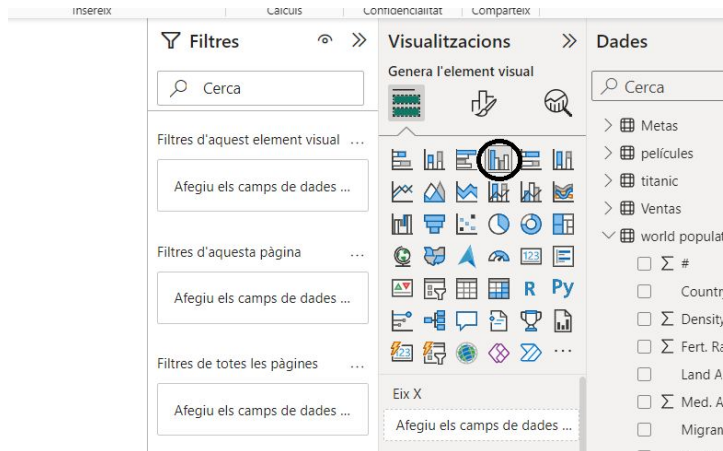 Insereix
Càlculs
Confidencialitat
Comparteix
Filtres
Cerca
Filtres d'aquest element visual ...
Afegiu els camps de dades ...
Filtres d'aquesta pàgina ...
Afegiu els camps de dades ...
Filtres de totes les pàgines ...
Afegiu els camps de dades ...
Visualitzacions
Genera l'element visual
123
R
Py
123
...
Eix X
Afegiu els camps de dades ...
Dades
Cerca
Metas
películes
titanic
Ventas
world populat
Σ #
Country
Σ Density
Σ Fert. Ra
Land A
Σ Med. A
Migran